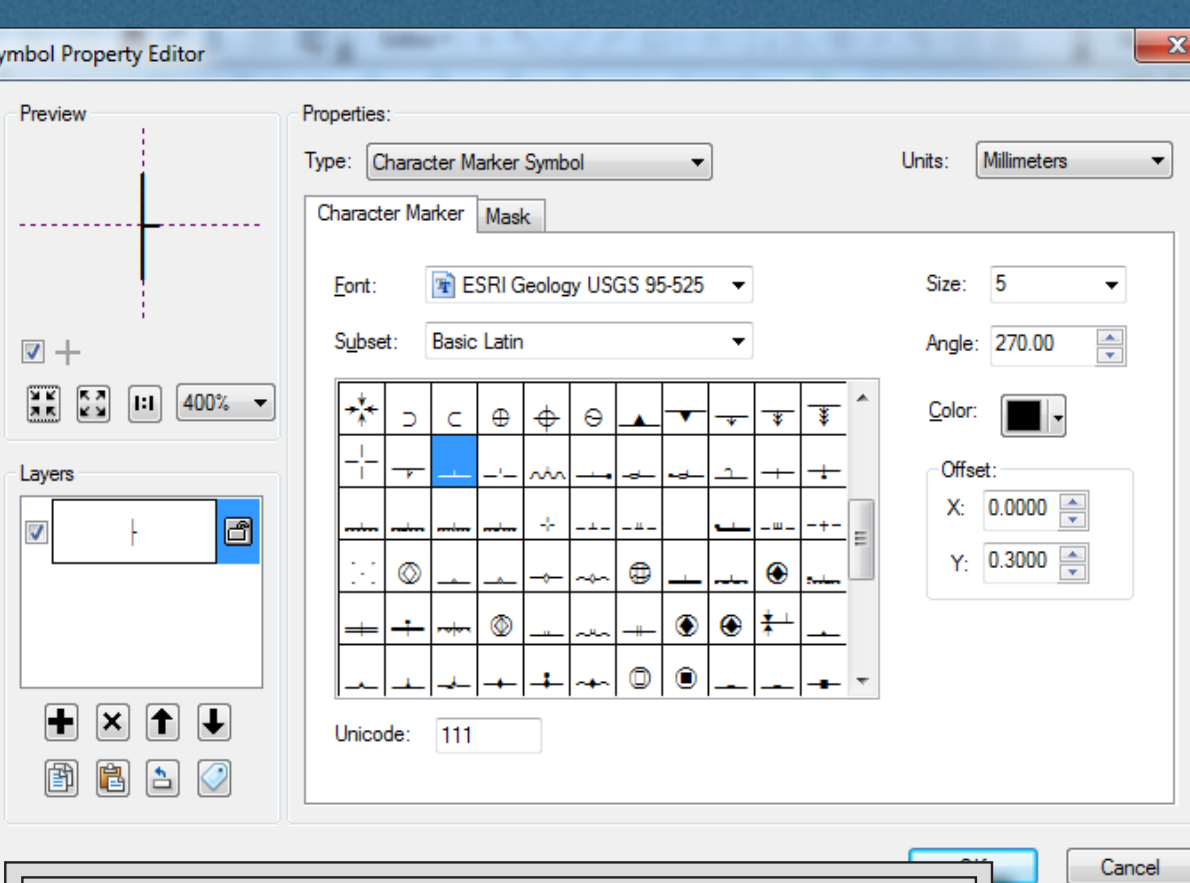 ymbol Property Editor
Preview
400%
Layers
Properties:
Type: Character Marker Symbol
Units: Millimeters
Character Marker Mask
Font: ESRI Geology USGS 95-525
Subset: Basic Latin
Size: 5
Angle: 270.00
Color:
Offset:
X: 0.0000
Y: 0.3000
Unicode: 111
Cancel